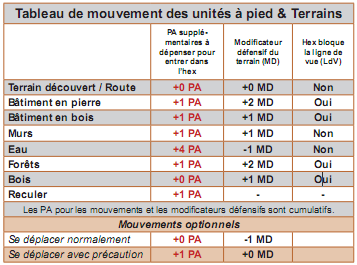 Tableau de mouvement des unités à pied & Terrains
PA supplé-
mentaires à
dépenser pour
entrer dans
l'hex
Modificateur
défensif du
terrain (MD)
Hex bloque
la ligne de
vue (LdV)
Terrain découvert / Route +0 PA +0 MD Non
Bâtiment en pierre +1 PA +2 MD Oui
Bâtiment en bois +1 PA +1 MD Oui
Murs +1 PA +1 MD Non
Eau +4 PA -1 MD Non
Forêts +1 PA +2 MD Oui
Bois +0 PA +1 MD Oui
Reculer +1 PA - -
Les PA pour les mouvements et les modificateurs défensifs sont cumulatifs.
Mouvements optionnels
Se déplacer normalement +0 PA -1 MD
Se déplacer avec précaution +1 PA +0 MD